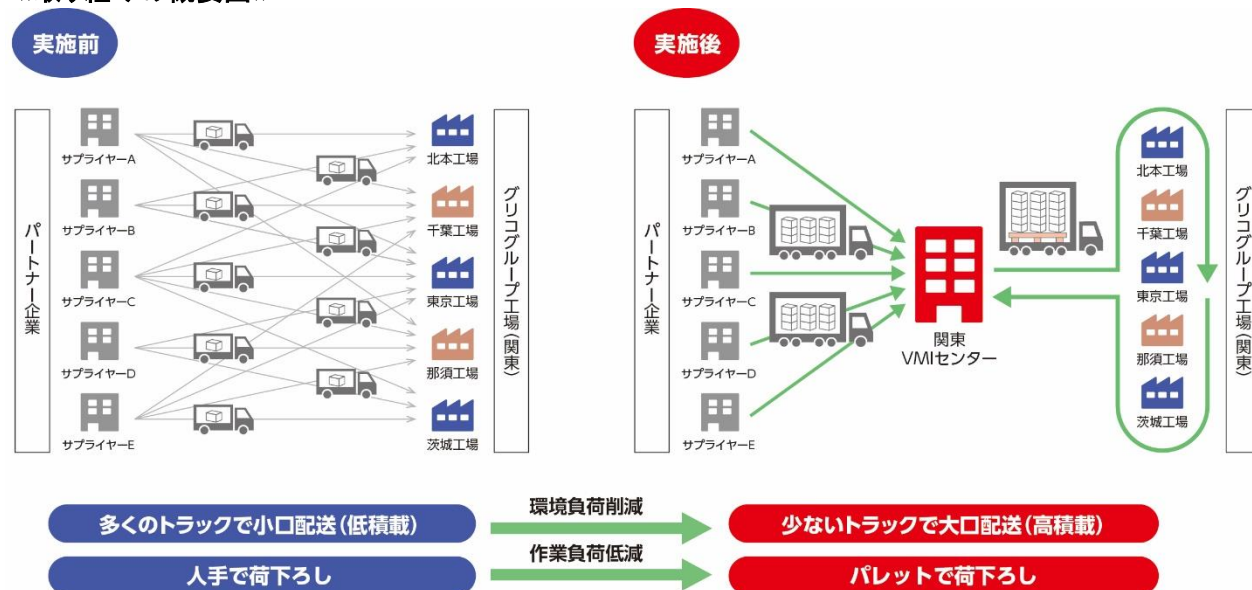 実施前
パートナー企業
サプライヤーA
サプライヤーB
サプライヤーC
サプライヤーD
サプライヤーE
北本工場
千葉工場
東京工場
那須工場
茨城工場
グリコグループ工場(関東)
実施後
パートナー企業
サプライヤーA
サプライヤーB
サプライヤーC
サプライヤーD
サプライヤーE
関東
VMIセンター
北本工場
千葉工場
東京工場
那須工場
茨城工場
グリコグループ工場(関東)
多くのトラックで小口配送(低積載)
環境負荷削減
少ないトラックで大口配送(高積載)
人手で荷下ろし
作業負荷低減
パレットで荷下ろし